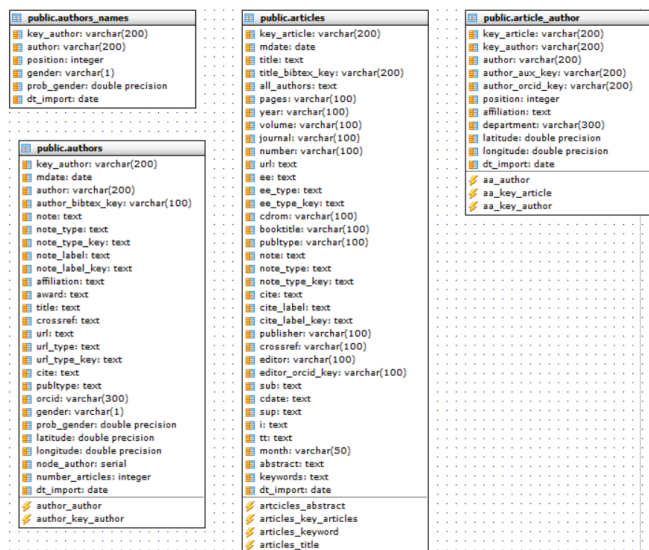 public.authors_names
key_author: varchar(200)
author: varchar(200)
position: integer
gender: varchar(1)
prob_gender: double precision
dt_import: date
public.authors
key_author: varchar(200)
mdate: date
author: varchar(200)
author_bibtex_key: varchar(100)
note: text
note_type: text
note_type_key: text
note_label: text
note_label_key: text
affiliation: text
award: text
title: text
crossref: text
url: text
url_type: text
url_type_key: text
cite: text
publtype: text
orcid: varchar(300)
gender: varchar(1)
prob_gender: double precision
latitude: double precision
longitude: double precision
node_author: serial
number_articles: integer
dt_import: date
author_author
author_key_author
public.articles
key_article: varchar(200)
mdate: date
title: text
title_bibtex_key: varchar(200)
all_authors: text
pages: varchar(100)
year: varchar(100)
volume: varchar(100)
journal: varchar(100)
number: varchar(100)
url: text
ee: text
ee_type: text
ee_type_key: text
cdrom: varchar(100)
booktitle: varchar(100)
publtype: varchar(100)
note: text
note_type: text
note_type_key: text
cite: text
cite_label: text
cite_label_key: text
publisher: varchar(100)
crossref: varchar(100)
editor: varchar(100)
editor_orcid_key: varchar(100)
sub: text
cdate: text
sup: text
i: text
tt: text
month: varchar(50)
abstract: text
keywords: text
dt_import: date
artcicles_abstract
articles_key_articles
articles_keyword
articles_title
public.article_author
key_article: varchar(200)
key_author: varchar(200)
author: varchar(200)
author_aux_key: varchar(200)
author_orcid_key: varchar(200)
position: integer
affiliation: text
department: varchar(300)
latitude: double precision
longitude: double precision
dt_import: date
aa_author
aa_key_article
aa_key_author